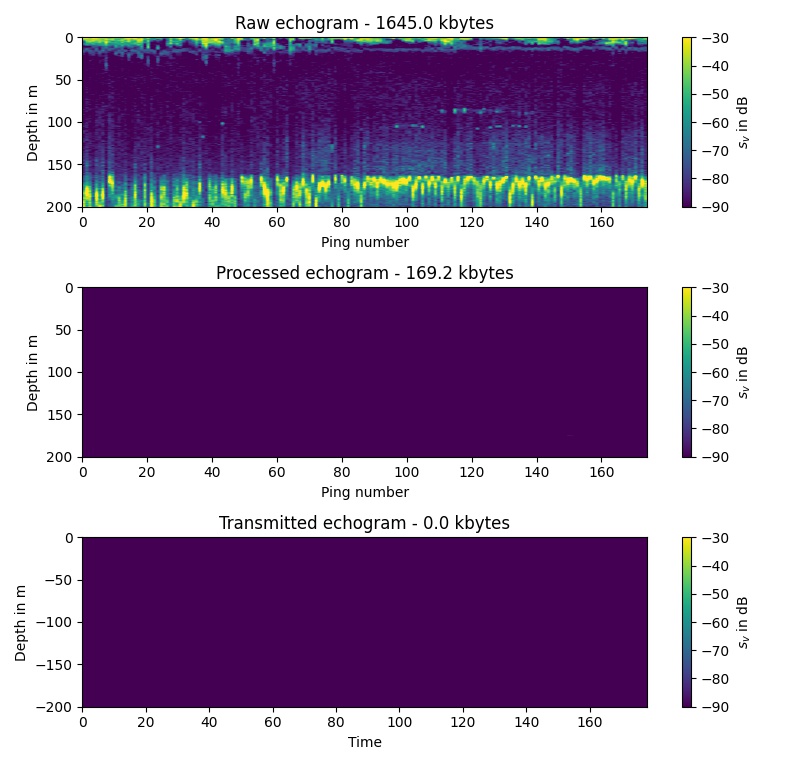 Raw echogram - 1645.0 kbytes
0
50
100
150
200
Depth in m
0 20 40 60 80 100 120 140 160
Ping number
−30
−40
−50
−60
−70
−80
−90
sᵥ in dB
Processed echogram - 169.2 kbytes
0
50
100
150
200
Depth in m
0 20 40 60 80 100 120 140 160
Ping number
−30
−40
−50
−60
−70
−80
−90
sᵥ in dB
Transmitted echogram - 0.0 kbytes
0
−50
−100
−150
−200
Depth in m
0 20 40 60 80 100 120 140 160
Time
−30
−40
−50
−60
−70
−80
−90
sᵥ in dB